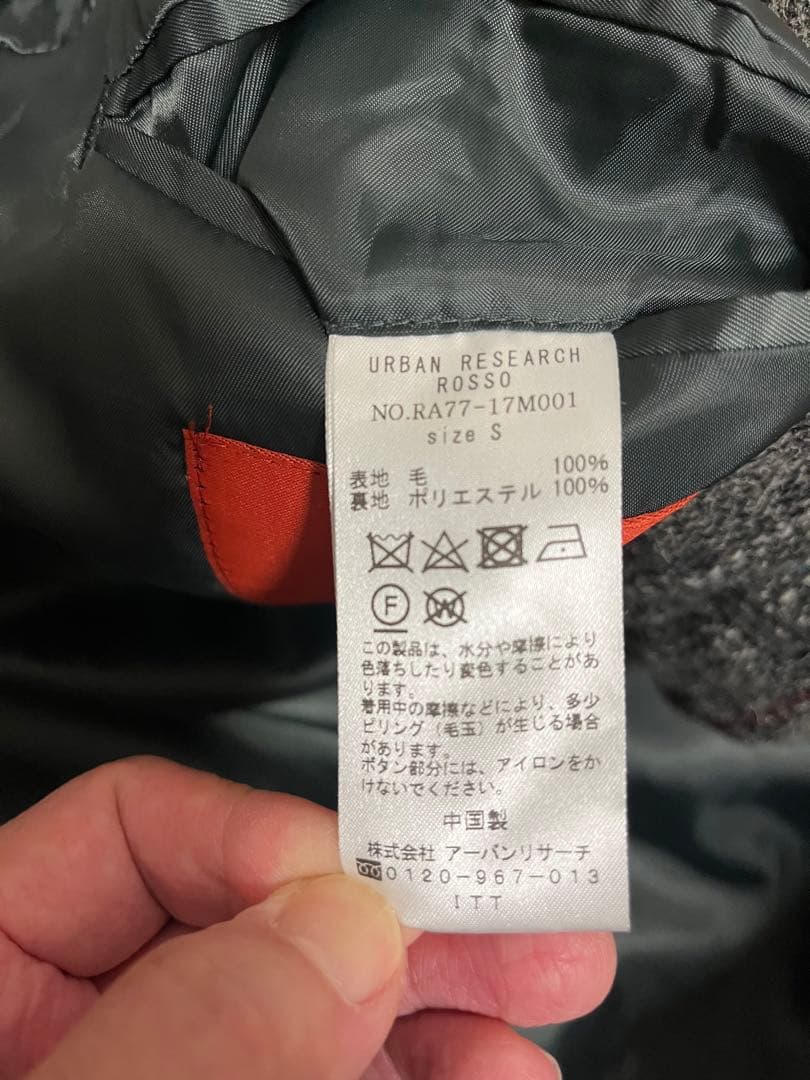 URBAN RESEARCH
ROSSO
NO.RA77-17M001
size S
表地 毛 100%
裏地 ポリエステル 100%
F W
この製品は、水分や摩擦により
色落ちしたり変色することがあ
ります。
着用中の摩擦などにより、多少
ピリング(毛玉)が生じる場合
があります。
ボタン部分には、アイロンをか
けないでください。
中国製
株式会社 アーバンリサーチ
0120-967-013
ITT